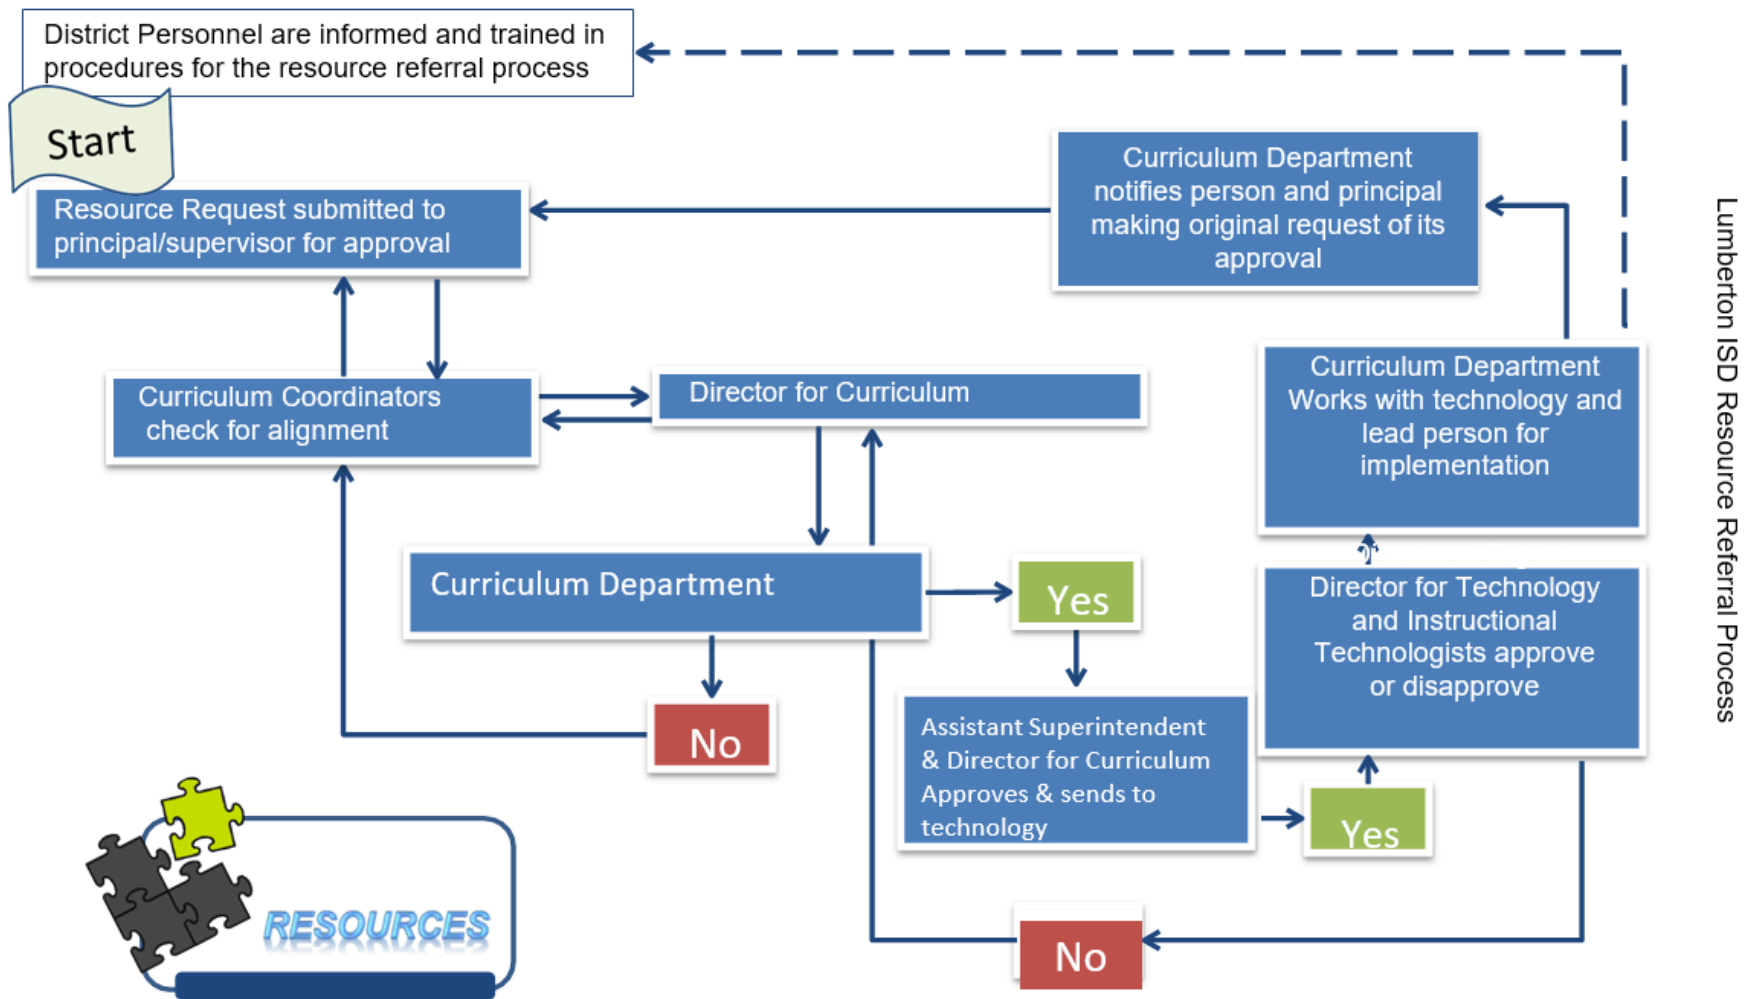 District Personnel are informed and trained in
procedures for the resource referral process
Start
Resource Request submitted to
principal/supervisor for approval
Curriculum Department
notifies person and principal
making original request of its
approval
Curriculum Coordinators
check for alignment
Director for Curriculum
Curriculum Department
Works with technology and
lead person for
implementation
Curriculum Department
Yes
No
Director for Technology
and Instructional
Technologists approve
or disapprove
Assistant Superintendent
& Director for Curriculum
Approves & sends to
technology
Yes
No
RESOURCES
Lumberton ISD Resource Referral Process